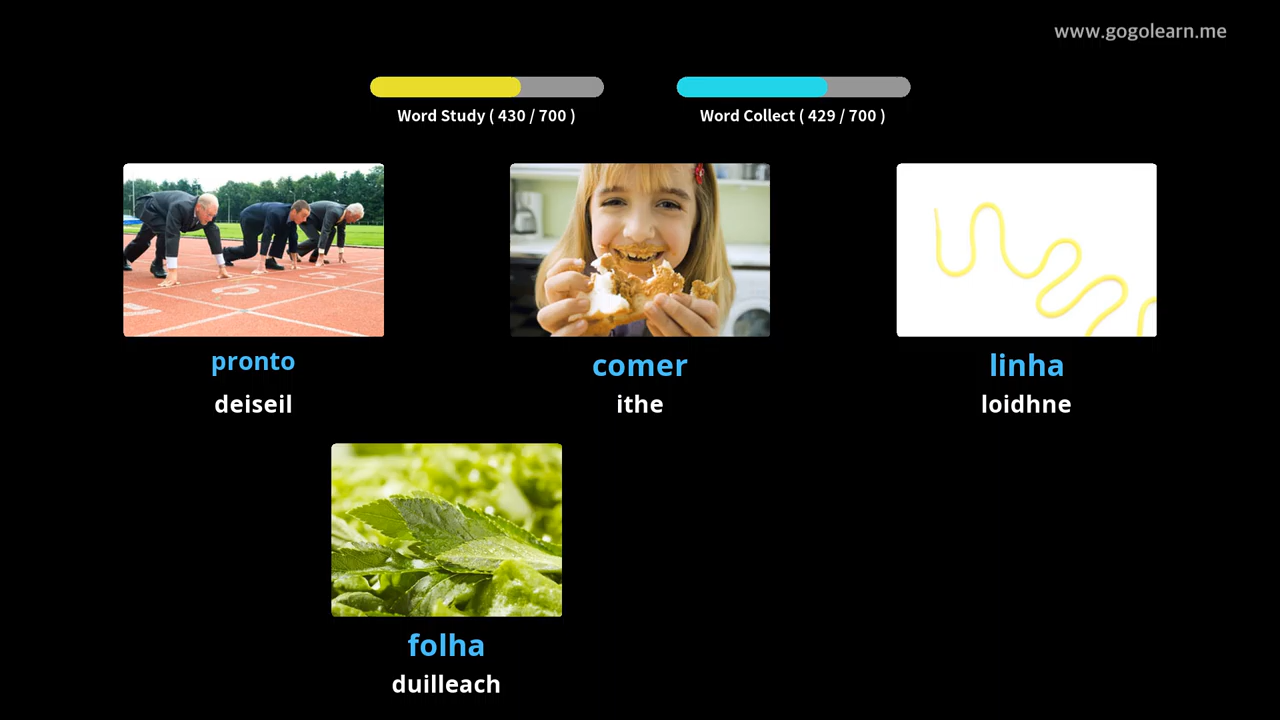 www.gogolearn.me
Word Study ( 430 / 700 )
Word Collect ( 429 / 700 )
pronto
deiseil
comer
ithe
linha
loidhne
folha
duilleach